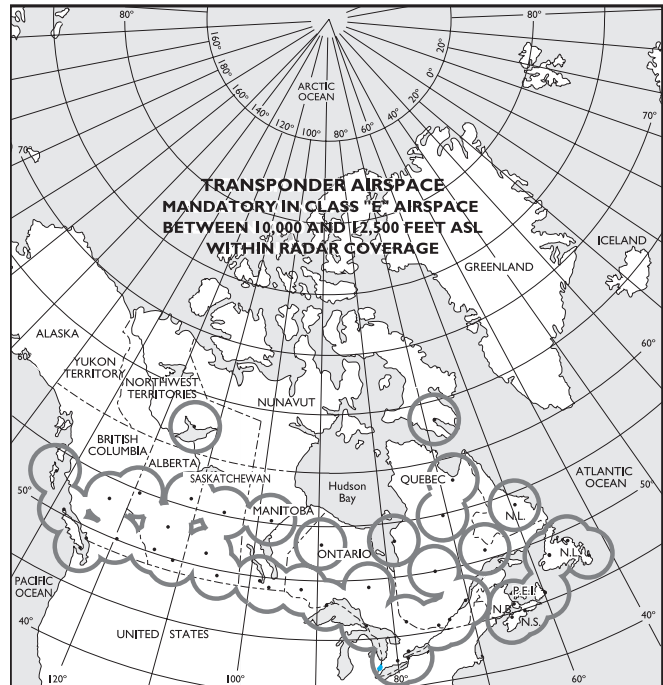 80°
80°
160°
180°
160°
140°
120°
100°
80°
60°
40°
20°
0°
20°
ARCTIC
OCEAN
70°
70°
TRANSPONDER AIRSPACE
MANDATORY IN CLASS "E" AIRSPACE
BETWEEN 10,000 AND 12,500 FEET ASL
WITHIN RADAR COVERAGE
ICELAND
GREENLAND
ALASKA
60°
60°
YUKON
TERRITORY
NORTHWEST
TERRITORIES
NUNAVUT
BRITISH
COLUMBIA
ALBERTA
SASKATCHEWAN
MANITOBA
Hudson
Bay
QUEBEC
ATLANTIC
OCEAN
50°
50°
N.L.
ONTARIO
N.L.
P.E.I.
N.B.
N.S.
PACIFIC
OCEAN
40°
40°
UNITED STATES
120°
100°
80°
60°